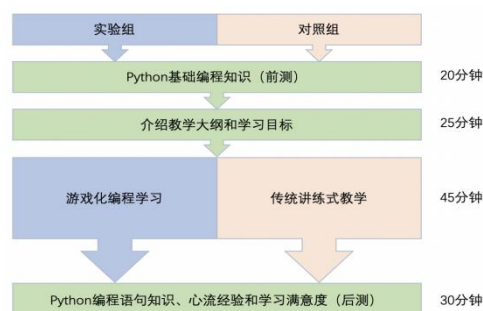 实验组
对照组
Python基础编程知识（前测）
20分钟
介绍教学大纲和学习目标
25分钟
游戏化编程学习
传统讲练式教学
45分钟
Python编程语句知识、心流经验和学习满意度（后测）
30分钟